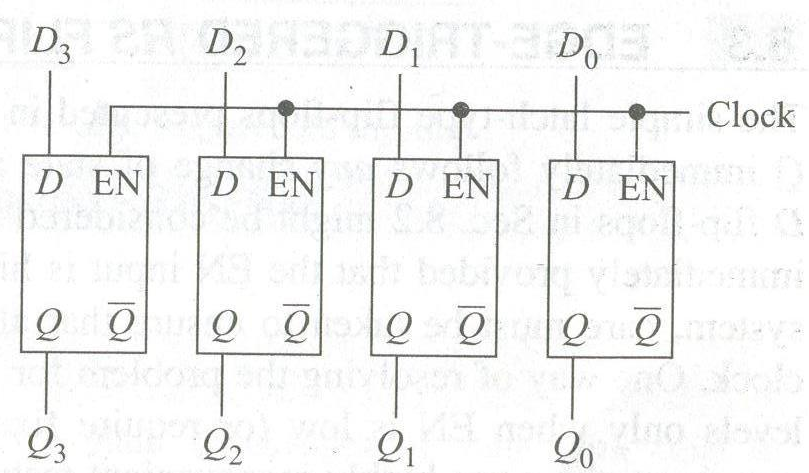 D₃ D₂ D₁ D₀
Clock
D EN D EN D EN D EN
Q Q̅ Q Q̅ Q Q̅ Q Q̅
Q₃ Q₂ Q₁ Q₀